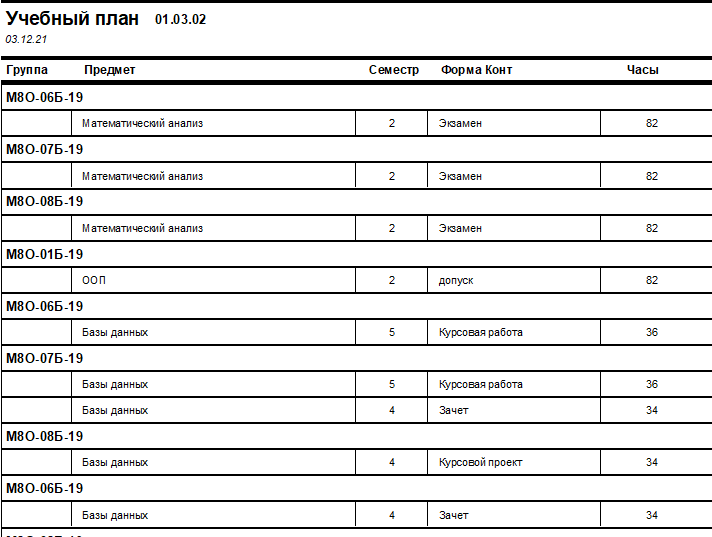 Учебный план 01.03.02
03.12.21
Группа Предмет Семестр Форма Конт Часы
М8О-06Б-19
Математический анализ 2 Экзамен 82
М8О-07Б-19
Математический анализ 2 Экзамен 82
М8О-08Б-19
Математический анализ 2 Экзамен 82
М8О-01Б-19
ООП 2 допуск 82
М8О-06Б-19
Базы данных 5 Курсовая работа 36
М8О-07Б-19
Базы данных 5 Курсовая работа 36
Базы данных 4 Зачет 34
М8О-08Б-19
Базы данных 4 Курсовой проект 34
М8О-06Б-19
Базы данных 4 Зачет 34